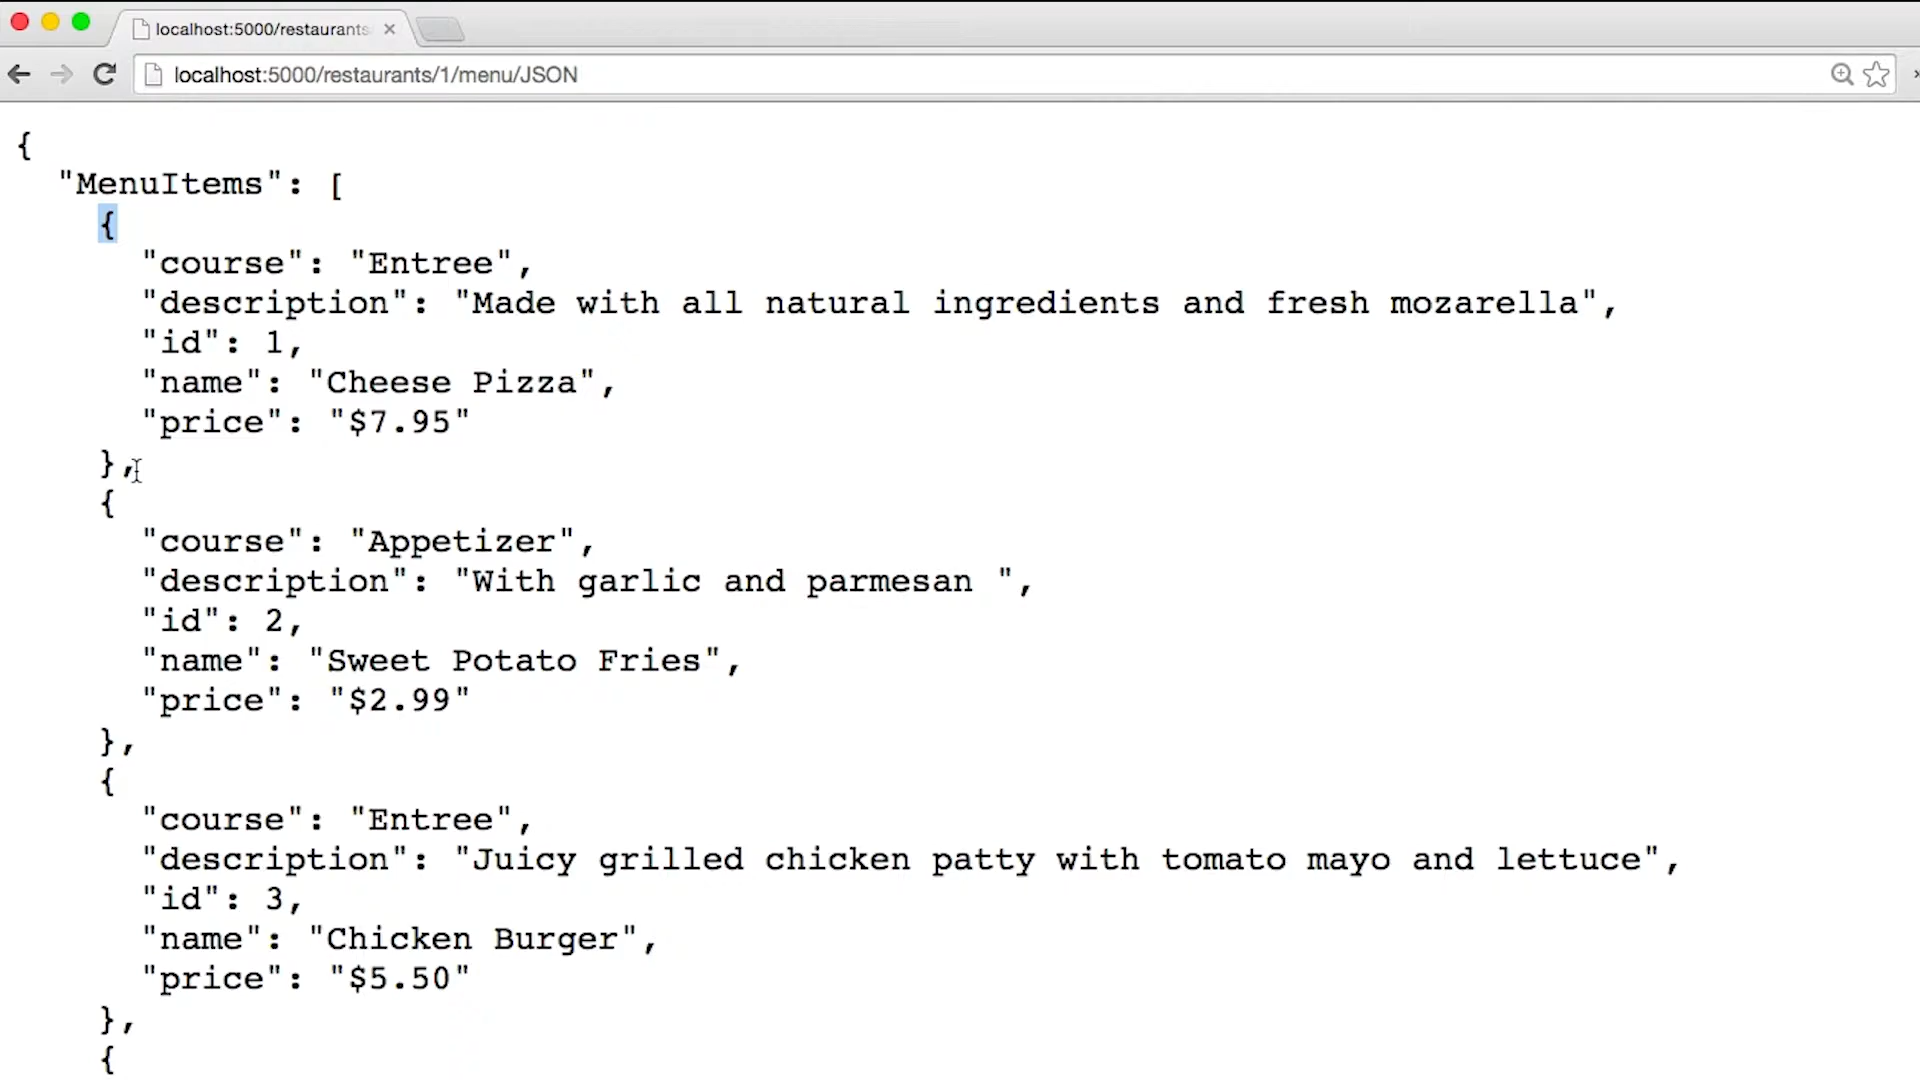 localhost:5000/restaurants
localhost:5000/restaurants/1/menu/JSON
{
"MenuItems": [
{
"course": "Entree",
"description": "Made with all natural ingredients and fresh mozarella",
"id": 1,
"name": "Cheese Pizza",
"price": "$7.95"
},
{
"course": "Appetizer",
"description": "With garlic and parmesan ",
"id": 2,
"name": "Sweet Potato Fries",
"price": "$2.99"
},
{
"course": "Entree",
"description": "Juicy grilled chicken patty with tomato mayo and lettuce",
"id": 3,
"name": "Chicken Burger",
"price": "$5.50"
},
{